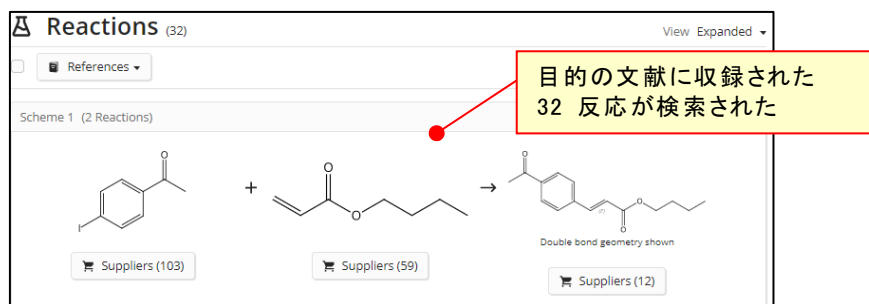 Reactions (32)
View Expanded
References
目的の文献に収録された
32 反応が検索された
Scheme 1 (2 Reactions)
O
I
+
O
O
→
O
(E)
O
O
Double bond geometry shown
Suppliers (103)
Suppliers (59)
Suppliers (12)